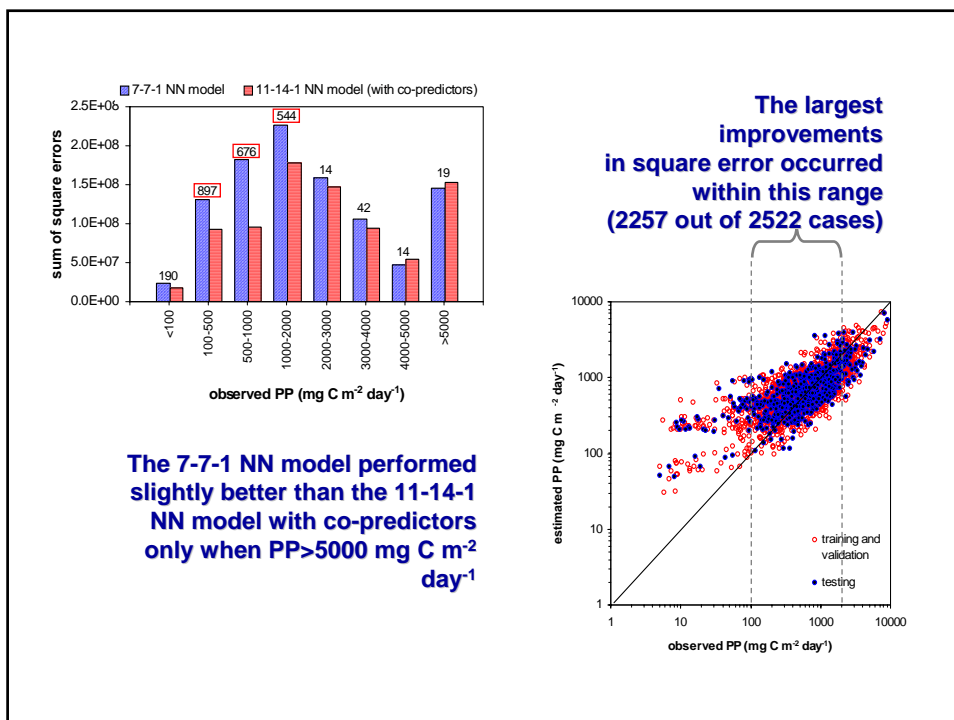 7-7-1 NN model 11-14-1 NN model (with co-predictors)
sum of square errors
2.5E+08
2.0E+08
1.5E+08
1.0E+08
5.0E+07
0.0E+00
190
897
676
544
14
42
14
19
<100
100-500
500-1000
1000-2000
2000-3000
3000-4000
4000-5000
>5000
observed PP (mg C m-2 day-1)
The largest
improvements
in square error occurred
within this range
(2257 out of 2522 cases)
The 7-7-1 NN model performed
slightly better than the 11-14-1
NN model with co-predictors
only when PP>5000 mg C m-2
day-1
estimated PP (mg C m-2 day-1)
10000
1000
100
10
1
training and
validation
testing
1 10 100 1000 10000
observed PP (mg C m-2 day-1)